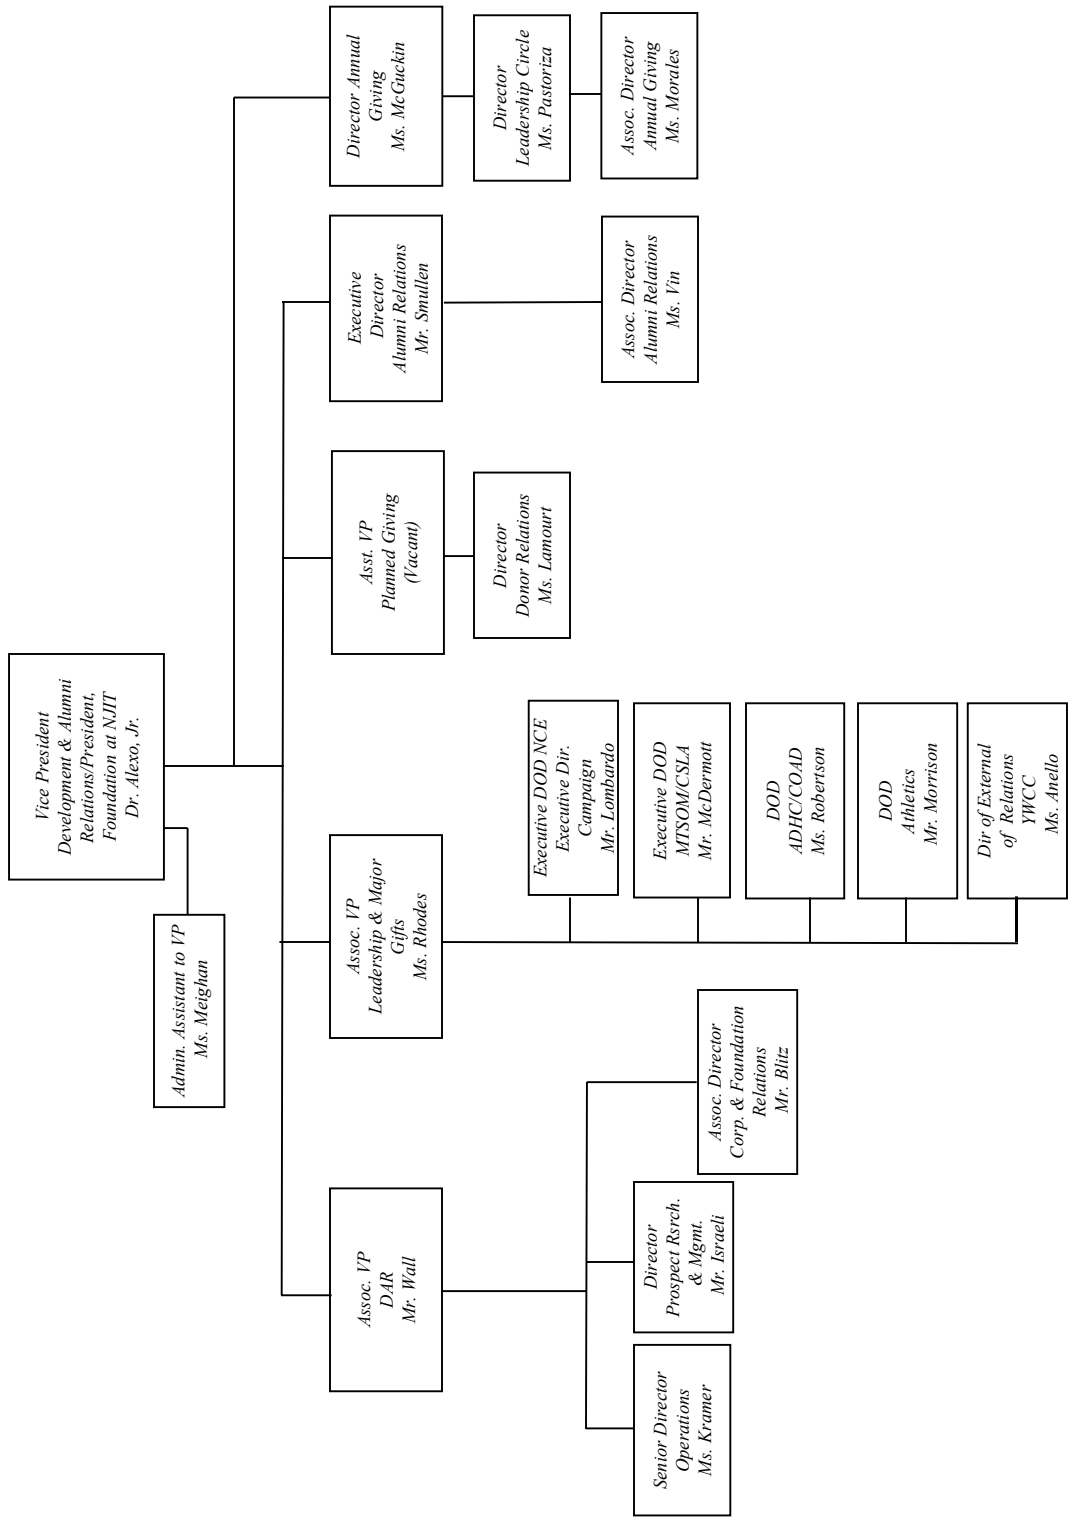 Vice President
Development & Alumni
Relations/President,
Foundation at NJIT
Dr. Alexo, Jr.
Admin. Assistant to VP
Ms. Meighan
Assoc. VP
DAR
Mr. Wall
Assoc. VP
Leadership & Major
Gifts
Ms. Rhodes
Asst. VP
Planned Giving
(Vacant)
Executive
Director
Alumni Relations
Mr. Smullen
Director Annual
Giving
Ms. McGuckin
Director
Donor Relations
Ms. Lamourt
Director
Leadership Circle
Ms. Pastoriza
Executive DOD NCE
Executive Dir.
Campaign
Mr. Lombardo
Assoc. Director
Alumni Relations
Ms. Vin
Assoc. Director
Annual Giving
Ms. Morales
Senior Director
Operations
Ms. Kramer
Director
Prospect Rsrch.
& Mgmt.
Mr. Israeli
Assoc. Director
Corp. & Foundation
Relations
Mr. Blitz
Executive DOD
MTSOM/CSLA
Mr. McDermott
DOD
ADHC/COAD
Ms. Robertson
DOD
Athletics
Mr. Morrison
Dir of External
of Relations
YWCC
Ms. Anello